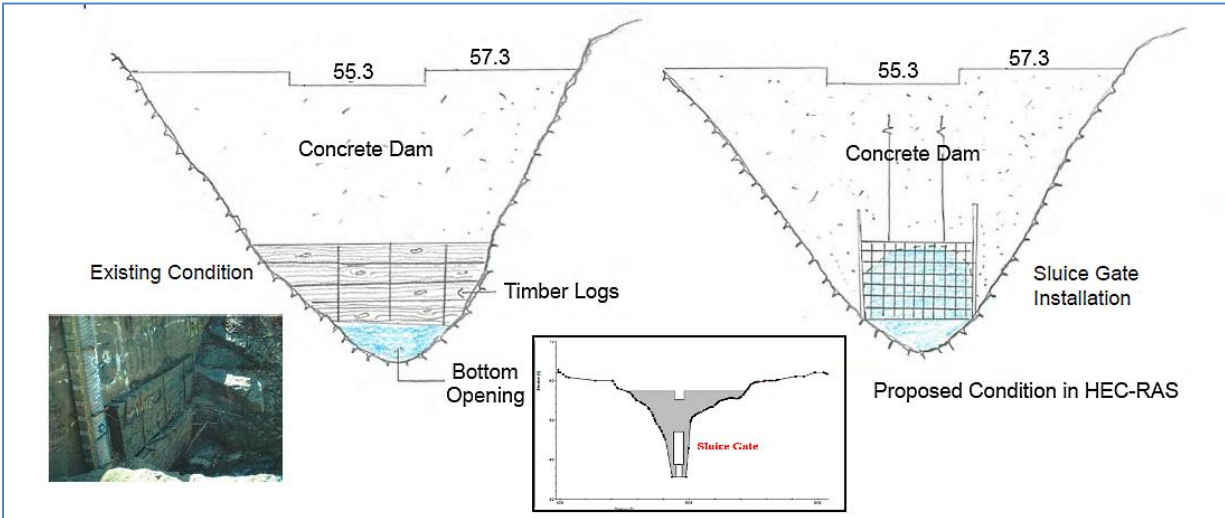 55.3
57.3
Concrete Dam
Existing Condition
Timber Logs
Bottom
Opening
55.3
57.3
Concrete Dam
Sluice Gate
Installation
Proposed Condition in HEC-RAS
Sluice Gate